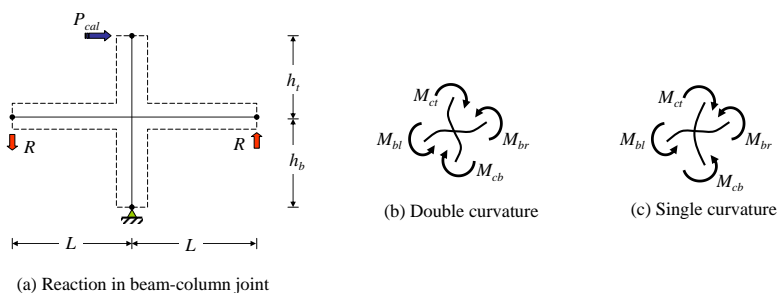 P_cal
h_t
h_b
R
R
L
L
(a) Reaction in beam-column joint
M_ct
M_bl
M_br
M_cb
(b) Double curvature
M_ct
M_bl
M_br
M_cb
(c) Single curvature